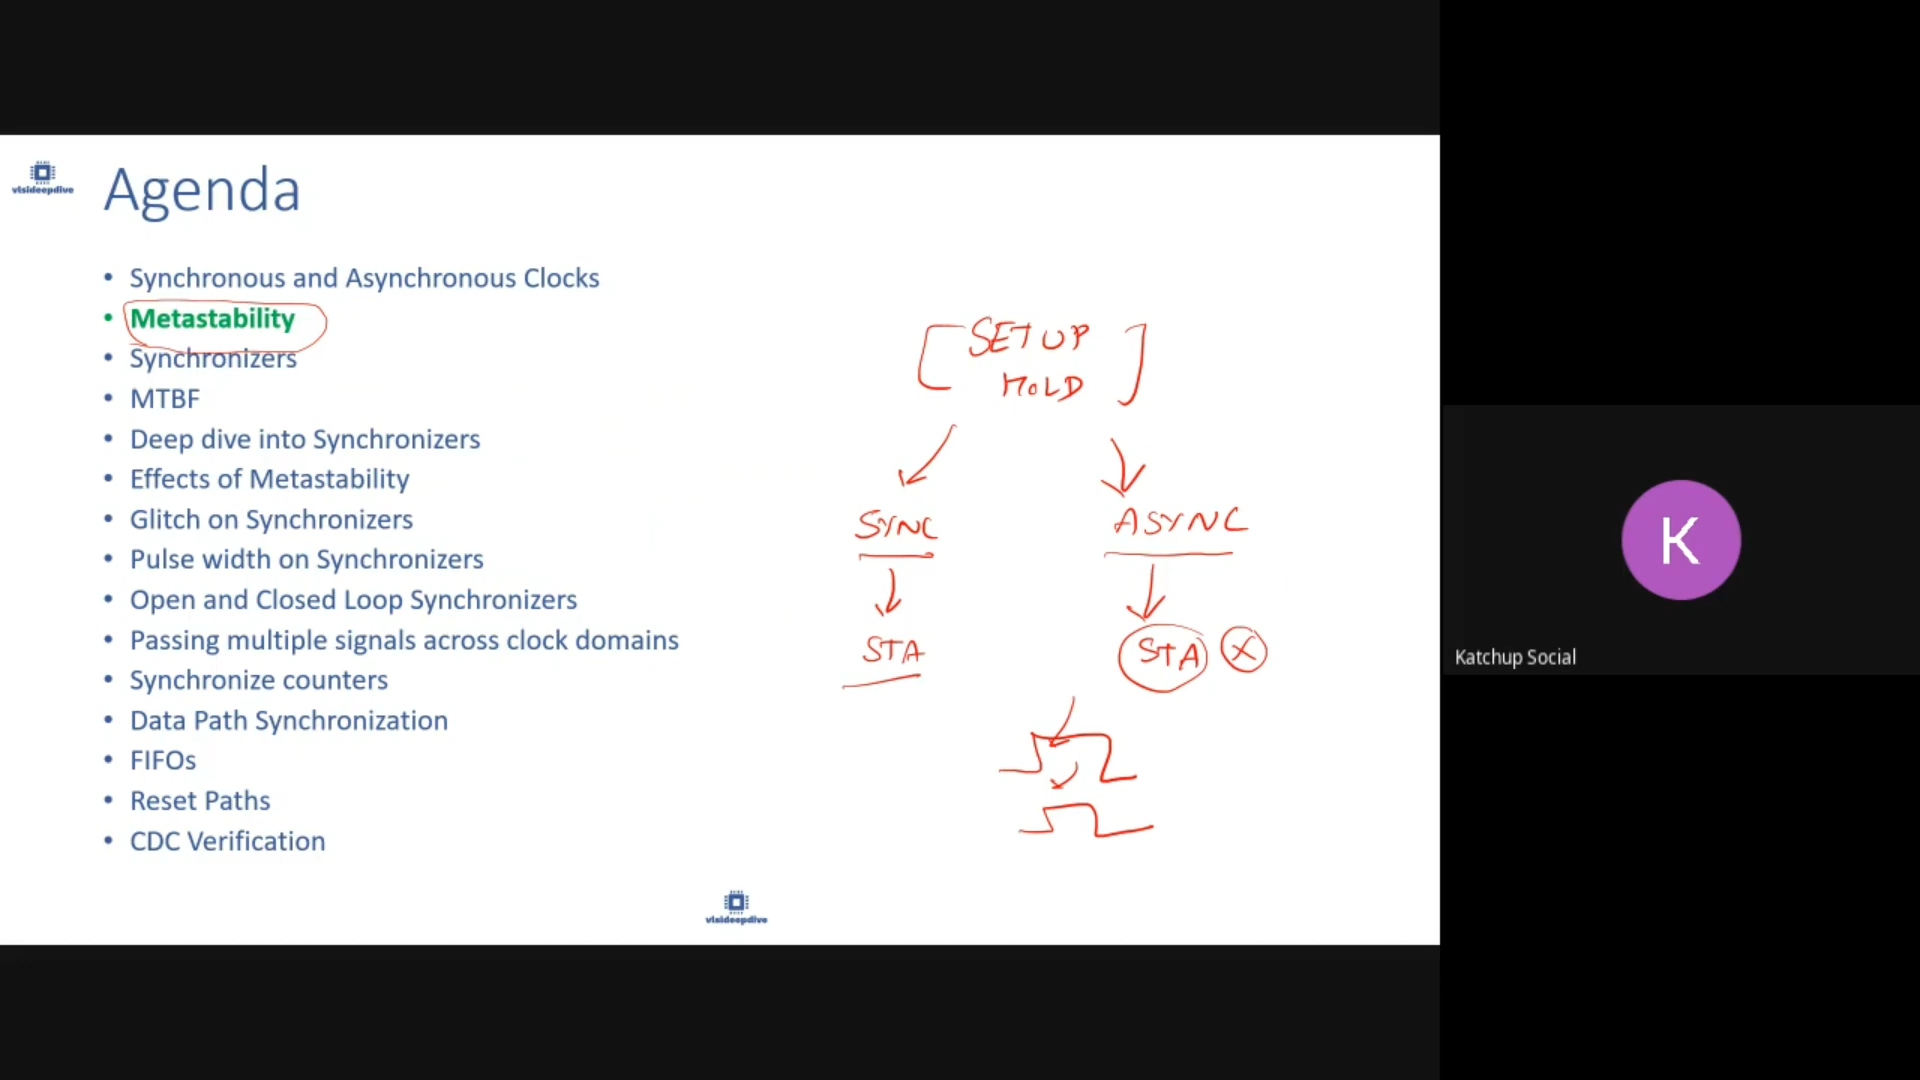 vlsideepdive
Agenda
• Synchronous and Asynchronous Clocks
• Metastability
• Synchronizers
• MTBF
• Deep dive into Synchronizers
• Effects of Metastability
• Glitch on Synchronizers
• Pulse width on Synchronizers
• Open and Closed Loop Synchronizers
• Passing multiple signals across clock domains
• Synchronize counters
• Data Path Synchronization
• FIFOs
• Reset Paths
• CDC Verification
[SETUP
HOLD]
SYNC
ASYNC
STA
STA X
vlsideepdive
K
Katchup Social